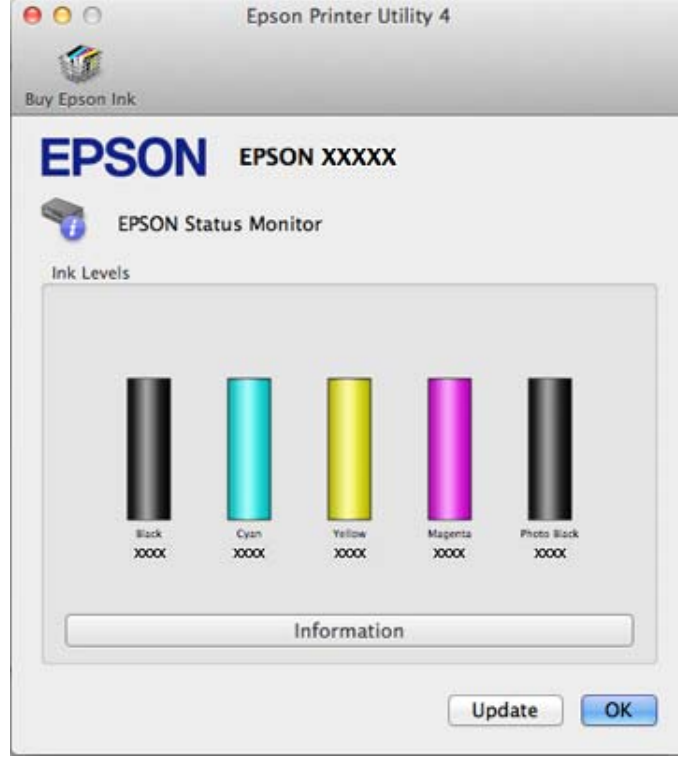 Epson Printer Utility 4
Buy Epson Ink
EPSON EPSON XXXXX
EPSON Status Monitor
Ink Levels
Black Cyan Yellow Magenta Photo Black
XXXX XXXX XXXX XXXX XXXX
Information
Update OK